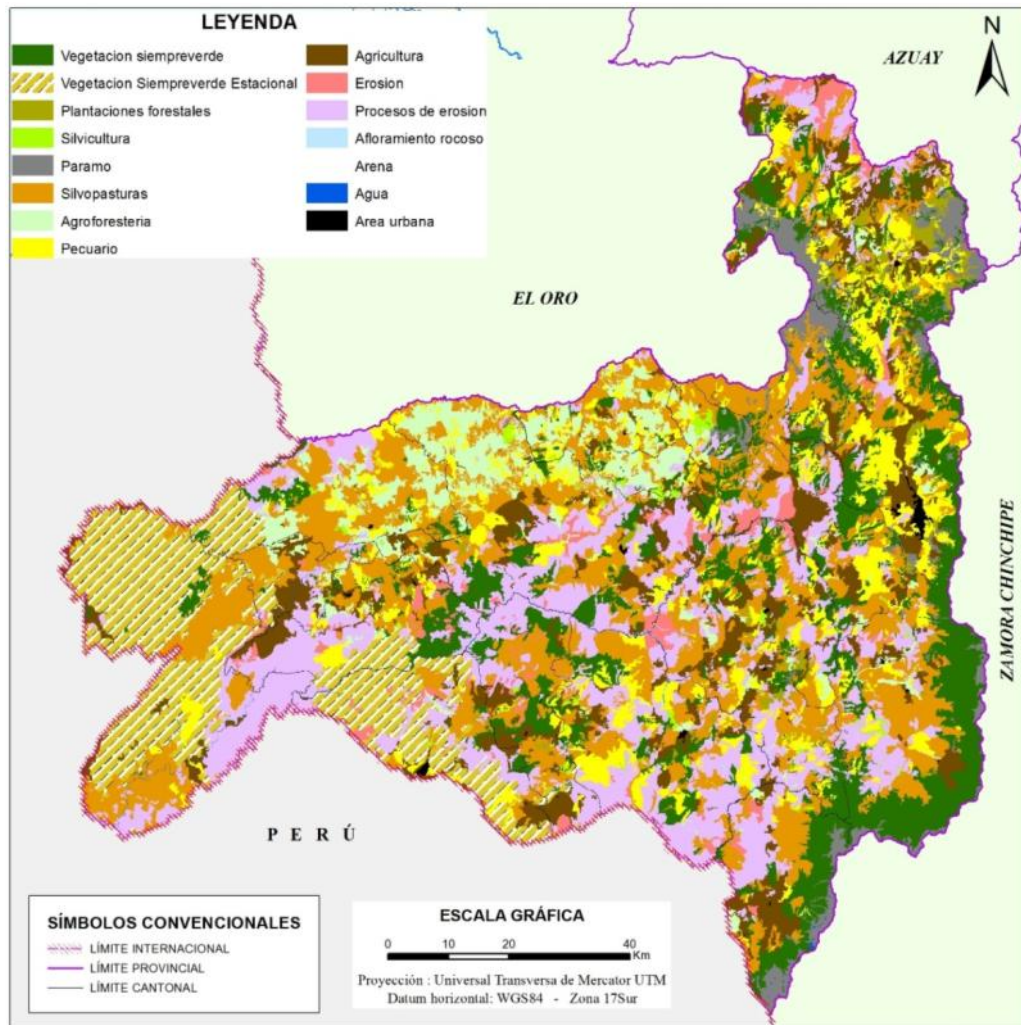 LEYENDA
Vegetacion siempreverde
Vegetacion Siempreverde Estacional
Plantaciones forestales
Silvicultura
Paramo
Silvopasturas
Agroforesteria
Pecuario
Agricultura
Erosion
Procesos de erosion
Afloramiento rocoso
Arena
Agua
Area urbana
N
AZUAY
EL ORO
ZAMORA CHINCHIPE
PERÚ
SÍMBOLOS CONVENCIONALES
LÍMITE INTERNACIONAL
LÍMITE PROVINCIAL
LÍMITE CANTONAL
ESCALA GRÁFICA
0 10 20 40
Km
Proyección : Universal Transversa de Mercator UTM
Datum horizontal: WGS84 - Zona 17Sur